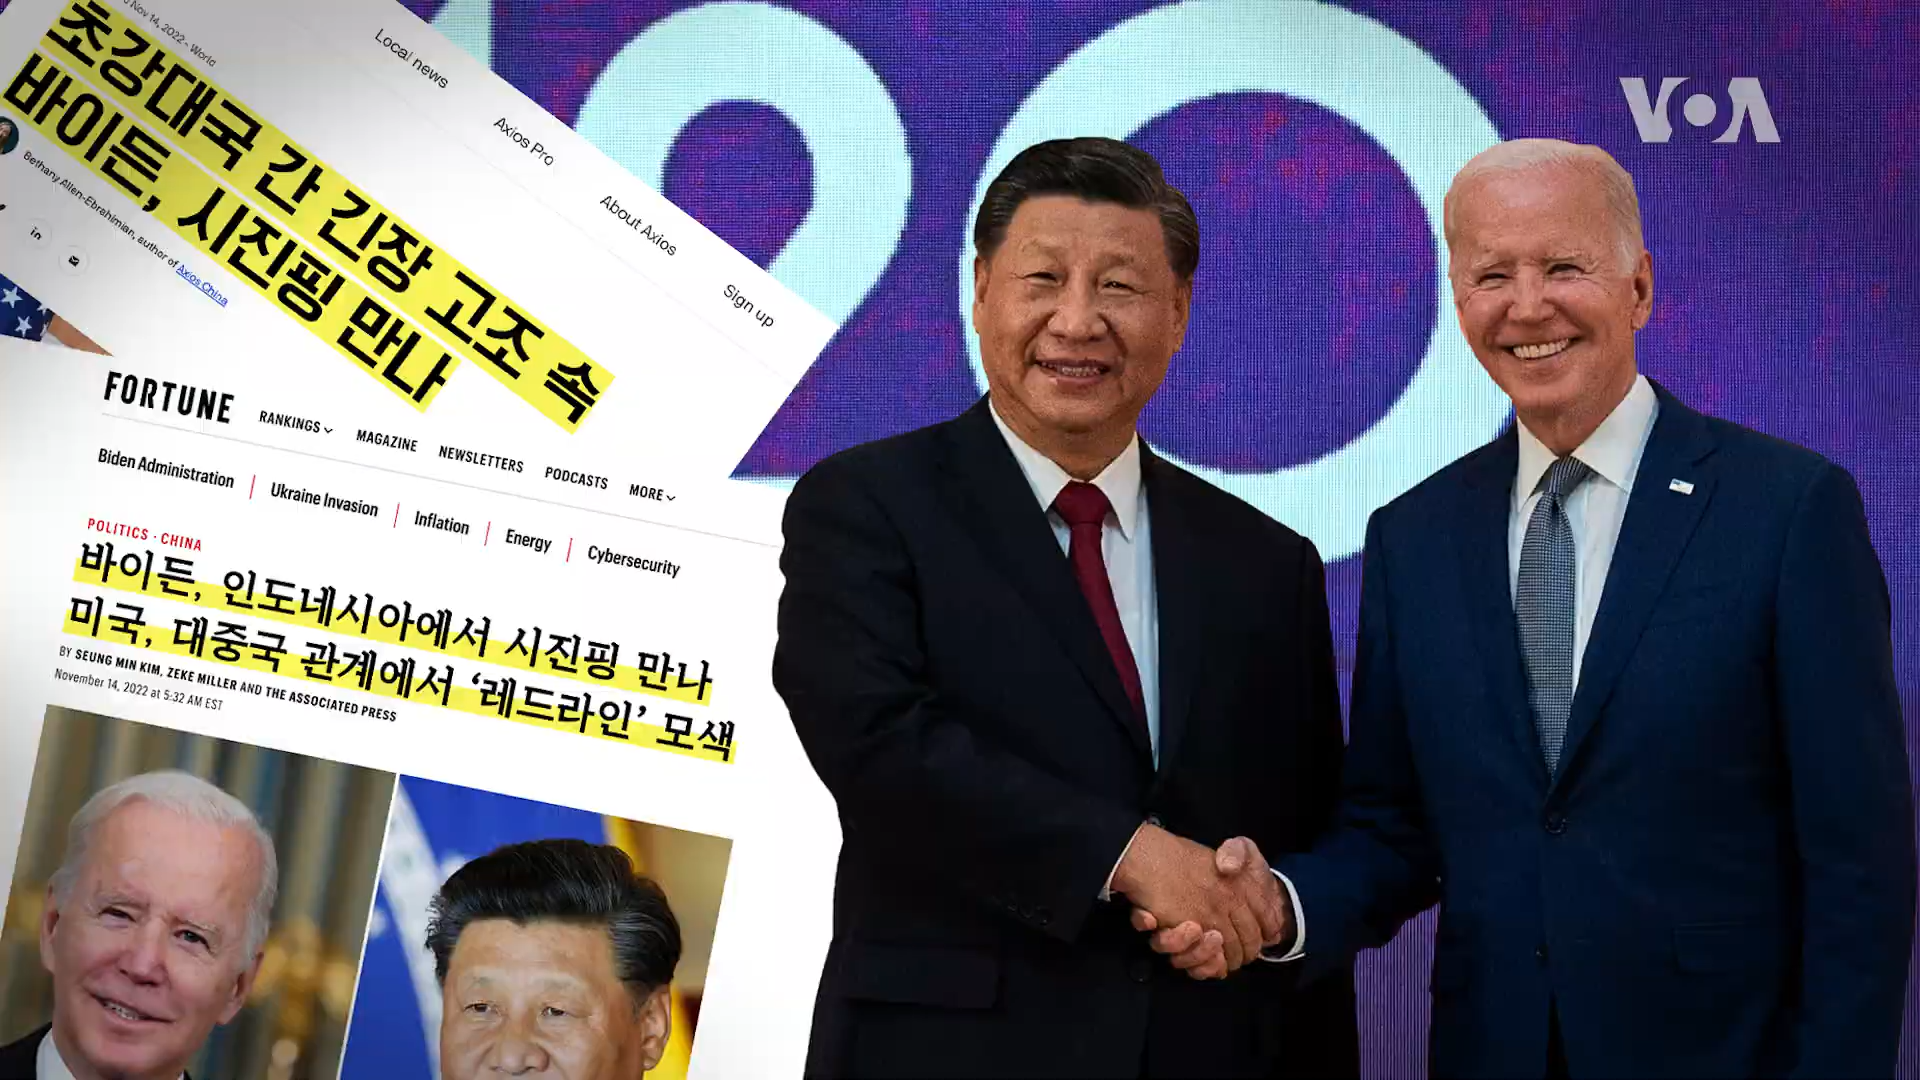 Nov 14, 2022 - World
초강대국 간 긴장 고조 속
바이든, 시진핑 만나
Bethany Allen-Ebrahimian, author of Axios China
in
Local news
Axios Pro
About Axios
Sign up
FORTUNE
RANKINGS
MAGAZINE
NEWSLETTERS
PODCASTS
MORE
Biden Administration
Ukraine Invasion
Inflation
Energy
Cybersecurity
POLITICS · CHINA
바이든, 인도네시아에서 시진핑 만나
미국, 대중국 관계에서 ‘레드라인’ 모색
BY SEUNG MIN KIM, ZEKE MILLER AND THE ASSOCIATED PRESS
November 14, 2022 at 5:32 AM EST
20
VOA